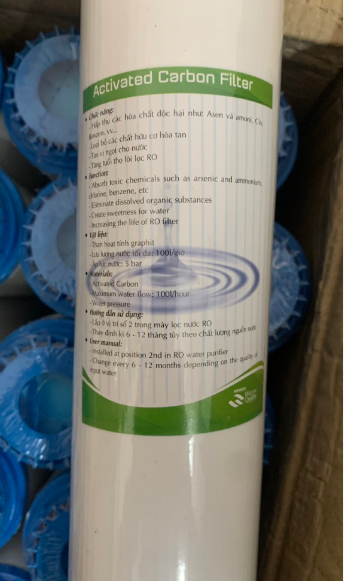 Activated Carbon Filter
• Chức năng:
- Hấp thụ các hóa chất độc hại như: Asen và amoni, Clo,
Benzen, vv...
- Loại bỏ các chất hữu cơ hòa tan
- Tạo vị ngọt cho nước
- Tăng tuổi thọ lõi lọc RO
• Function:
- Absorb toxic chemicals such as arsenic and ammonium,
chlorine, benzene, etc
- Eliminate dissolved organic substances
- Create sweetness for water
- Increasing the life of RO filter
• Vật liệu:
- Than hoạt tính graphit
- Lưu lượng nước tối đa: 100l/giờ
- Áp lực nước: 5 bar
• Materials:
- Activated Carbon
- Maximum water flow: 100l/hour
- Water pressure
• Hướng dẫn sử dụng:
- Lắp ở vị trí số 2 trong máy lọc nước RO
- Thay định kì 6 - 12 tháng tùy theo chất lượng nguồn nước
• User manual:
- Installed at position 2nd in RO water purifier
- Change every 6 - 12 months depending on the quality of
input water
Water
Quality